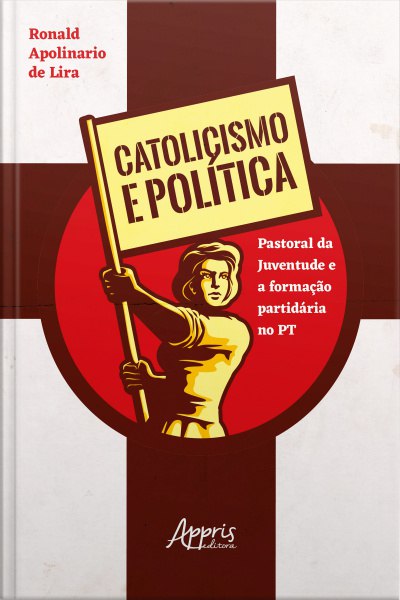 Ronald
Apolinario
de Lira
CATOLICISMO
E POLÍTICA
Pastoral da
Juventude e
a formação
partidária
no PT
Appris
editora